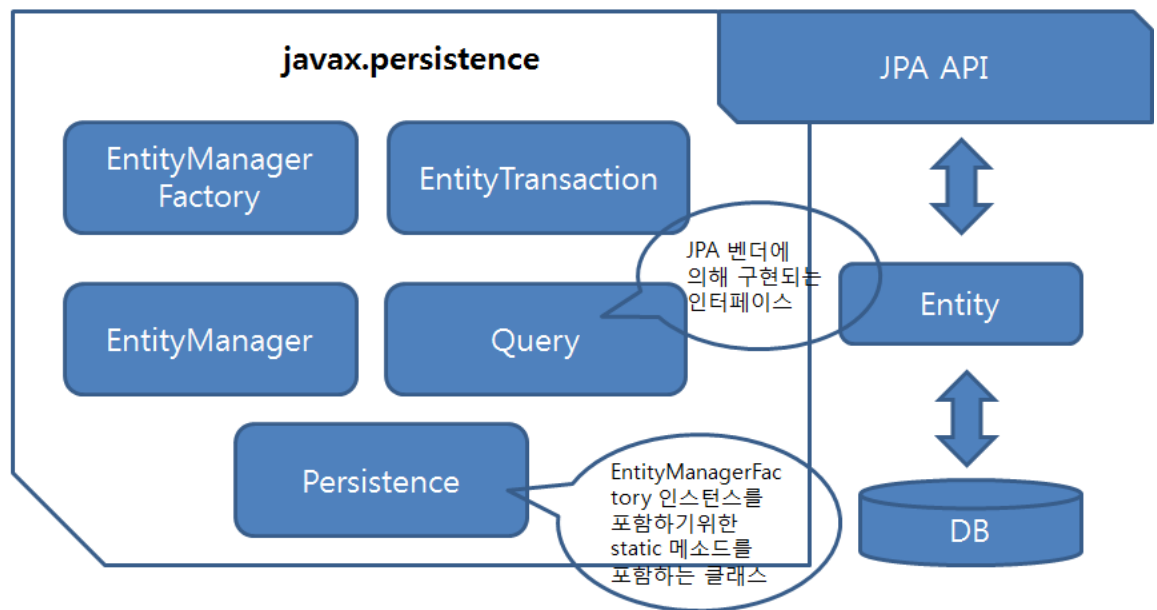 javax.persistence
JPA API
EntityManager
Factory
EntityTransaction
JPA 벤더에
의해 구현되는
인터페이스
EntityManager
Query
Entity
Persistence
EntityManagerFac
tory 인스턴스를
포함하기위한
static 메소드를
포함하는 클래스
DB